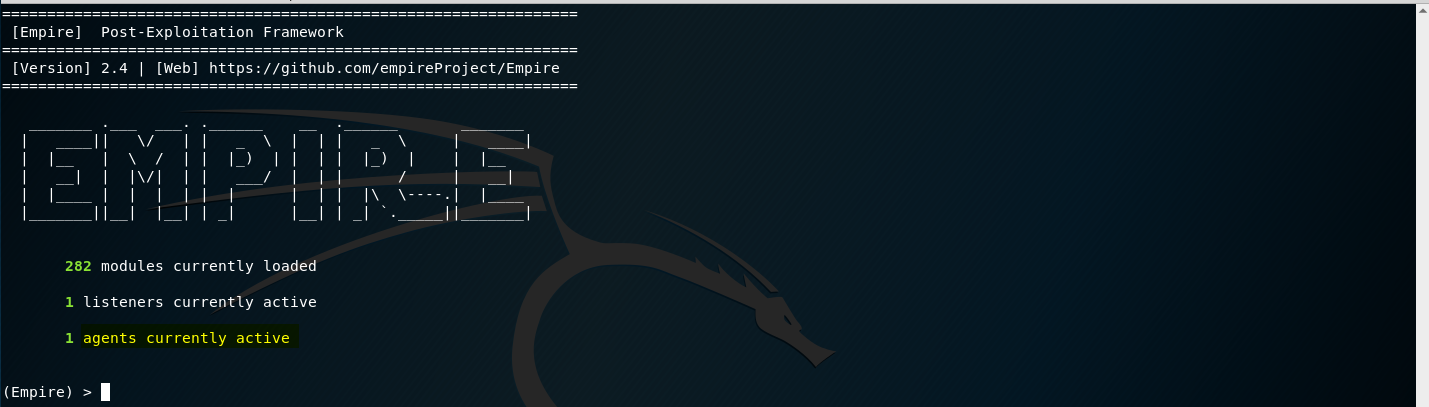 ================================================================
[Empire]  Post-Exploitation Framework
================================================================
[Version] 2.4 | [Web] https://github.com/empireProject/Empire
================================================================
EMPIRE
282 modules currently loaded
1 listeners currently active
1 agents currently active
(Empire) >